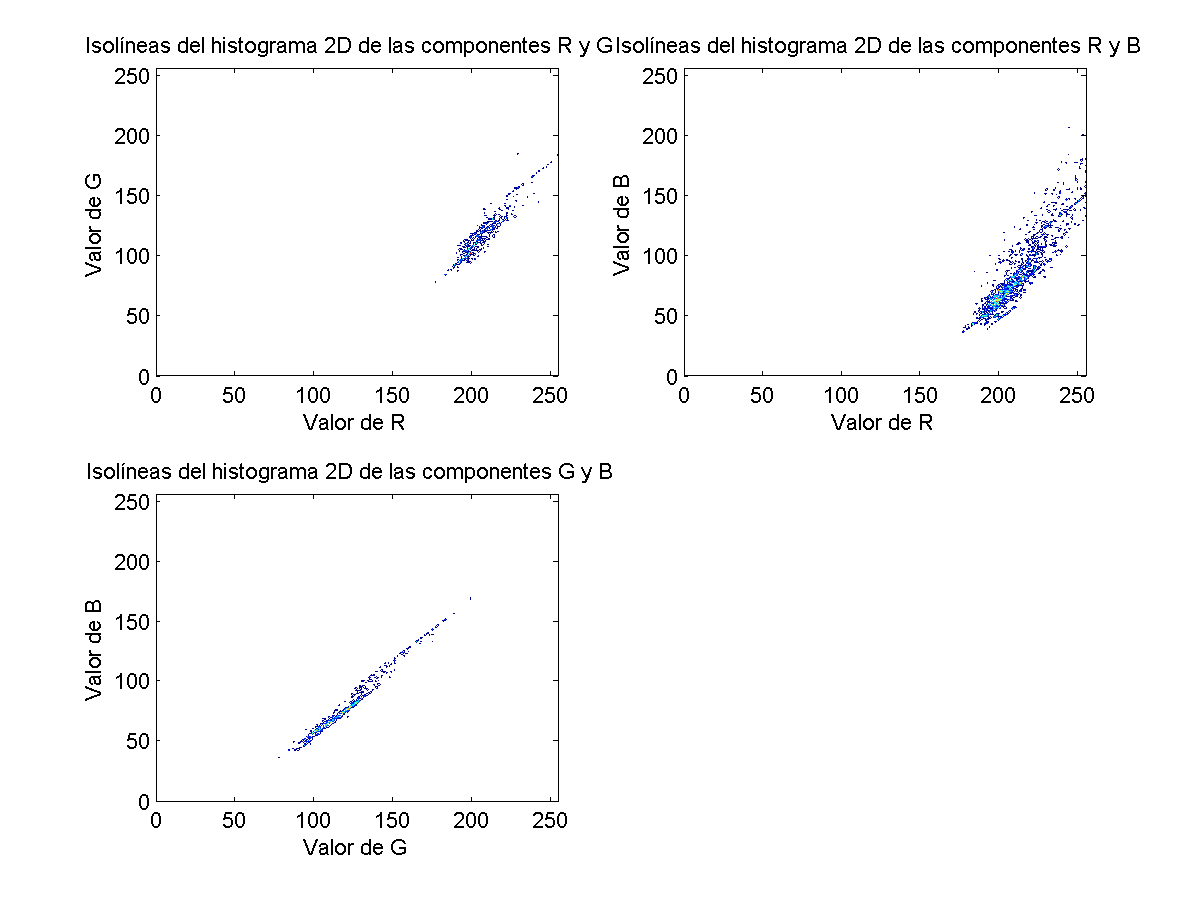 Isolíneas del histograma 2D de las componentes R y G
250
200
150
100
50
0
0 50 100 150 200 250
Valor de G
Valor de R
Isolíneas del histograma 2D de las componentes R y B
250
200
150
100
50
0
0 50 100 150 200 250
Valor de B
Valor de R
Isolíneas del histograma 2D de las componentes G y B
250
200
150
100
50
0
0 50 100 150 200 250
Valor de B
Valor de G